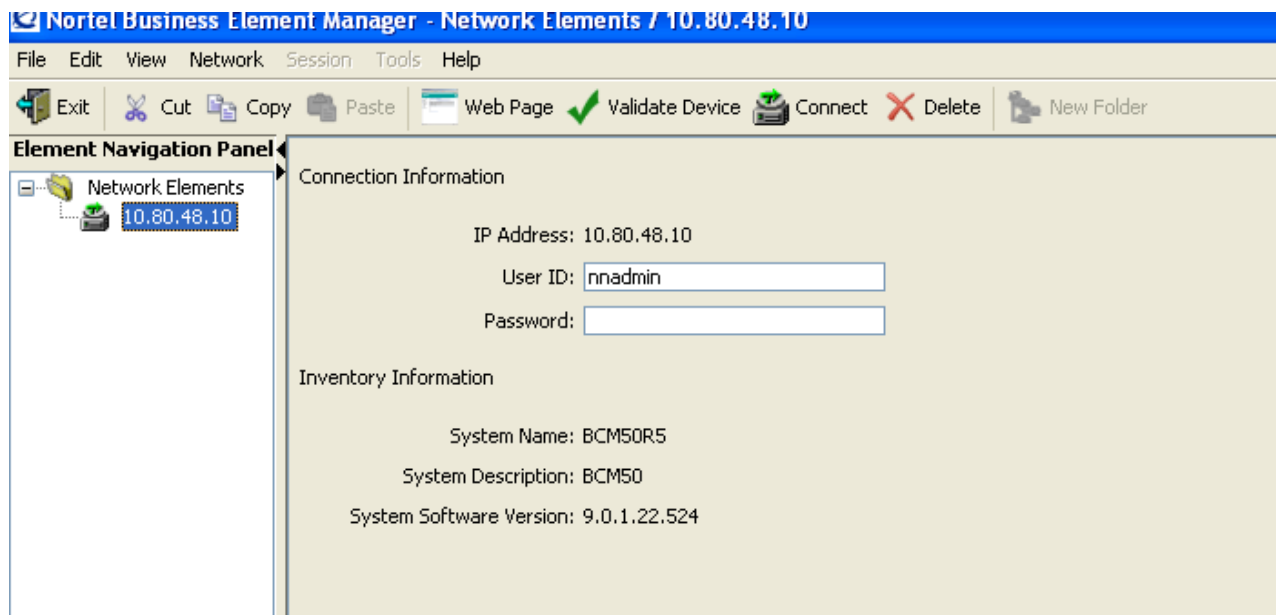 Nortel Business Element Manager - Network Elements / 10.80.48.10
File Edit View Network Session Tools Help
Exit Cut Copy Paste Web Page Validate Device Connect Delete New Folder
Element Navigation Panel
Network Elements
10.80.48.10
Connection Information
IP Address: 10.80.48.10
User ID: nnadmin
Password:
Inventory Information
System Name: BCM50R5
System Description: BCM50
System Software Version: 9.0.1.22.524